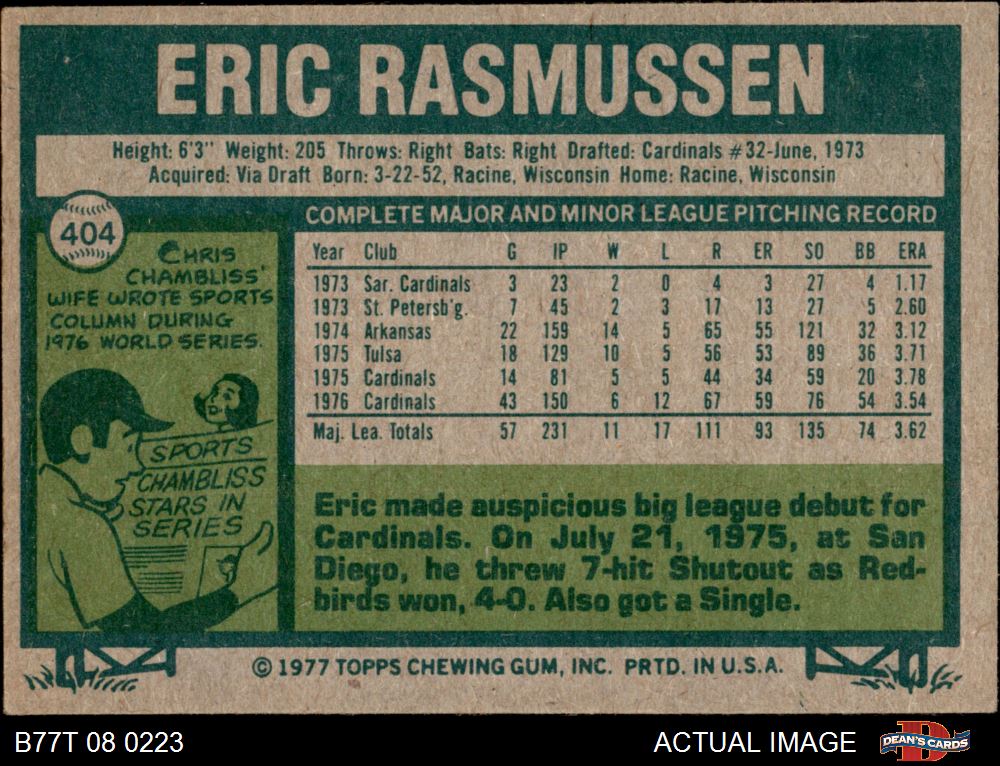 ERIC RASMUSSEN
Height: 6'3" Weight: 205 Throws: Right Bats: Right Drafted: Cardinals #32-June, 1973
Acquired: Via Draft Born: 3-22-52, Racine, Wisconsin Home: Racine, Wisconsin
404
CHRIS
CHAMBLISS'
WIFE WROTE SPORTS
COLUMN DURING
1976 WORLD SERIES.
SPORTS
CHAMBLISS
STARS IN
SERIES
COMPLETE MAJOR AND MINOR LEAGUE PITCHING RECORD
Year Club G IP W L R ER SO BB ERA
1973 Sar. Cardinals 3 23 2 0 4 3 27 4 1.17
1973 St. Petersb'g. 7 45 2 3 17 13 27 5 2.60
1974 Arkansas 22 159 14 5 65 55 121 32 3.12
1975 Tulsa 18 129 10 5 56 53 89 36 3.71
1975 Cardinals 14 81 5 5 44 34 59 20 3.78
1976 Cardinals 43 150 6 12 67 59 76 54 3.54
Maj. Lea. Totals 57 231 11 17 111 93 135 74 3.62
Eric made auspicious big league debut for
Cardinals. On July 21, 1975, at San
Diego, he threw 7-hit Shutout as Red-
birds won, 4-0. Also got a Single.
© 1977 TOPPS CHEWING GUM, INC. PRTD. IN U.S.A.
B77T 08 0223
ACTUAL IMAGE
D
DEAN'S CARDS